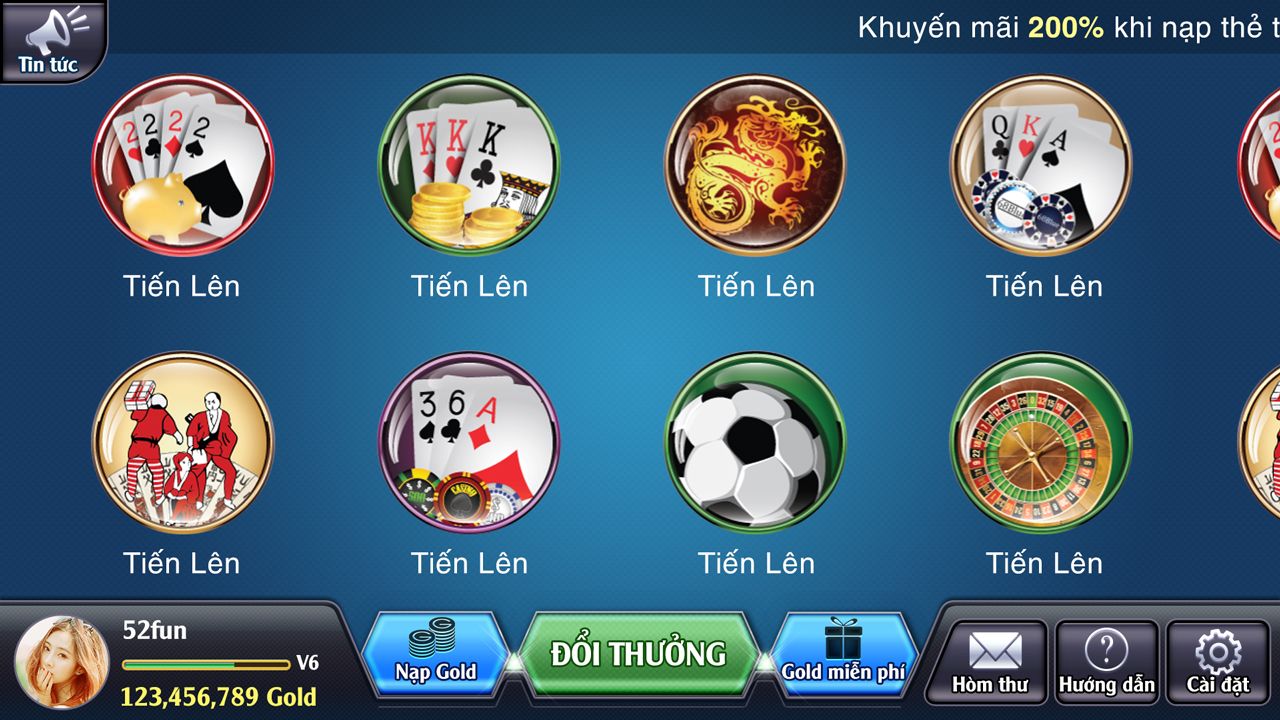 Tin tức
Khuyến mãi 200% khi nạp thẻ t
Tiến Lên
Tiến Lên
Tiến Lên
Tiến Lên
Tiến Lên
Tiến Lên
Tiến Lên
Tiến Lên
52fun
V6
123,456,789 Gold
Nạp Gold
ĐỔI THƯỞNG
Gold miễn phí
Hòm thư
Hướng dẫn
Cài đặt